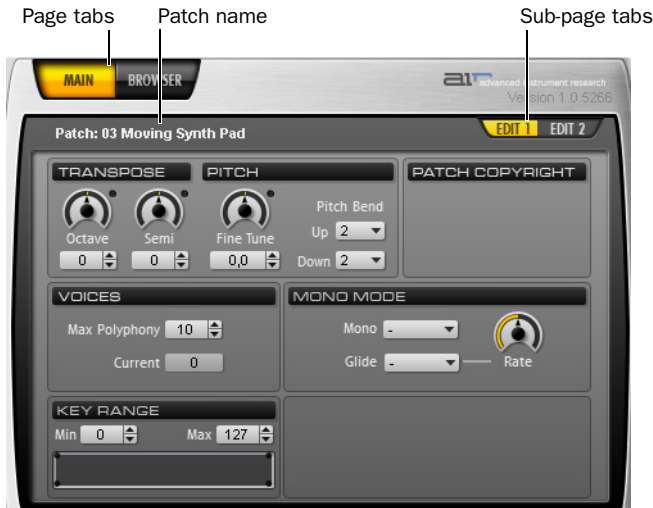 Page tabs Patch name Sub-page tabs
MAIN BROWSER
air advanced instrument research
Version 1.0.5266
Patch: 03 Moving Synth Pad
EDIT 1 EDIT 2
TRANSPOSE PITCH PATCH COPYRIGHT
Pitch Bend
Octave Semi Fine Tune Up 2
0 0 0,0 Down 2
VOICES MONO MODE
Max Polyphony 10 Mono -
Current 0 Glide - Rate
KEY RANGE
Min 0 Max 127